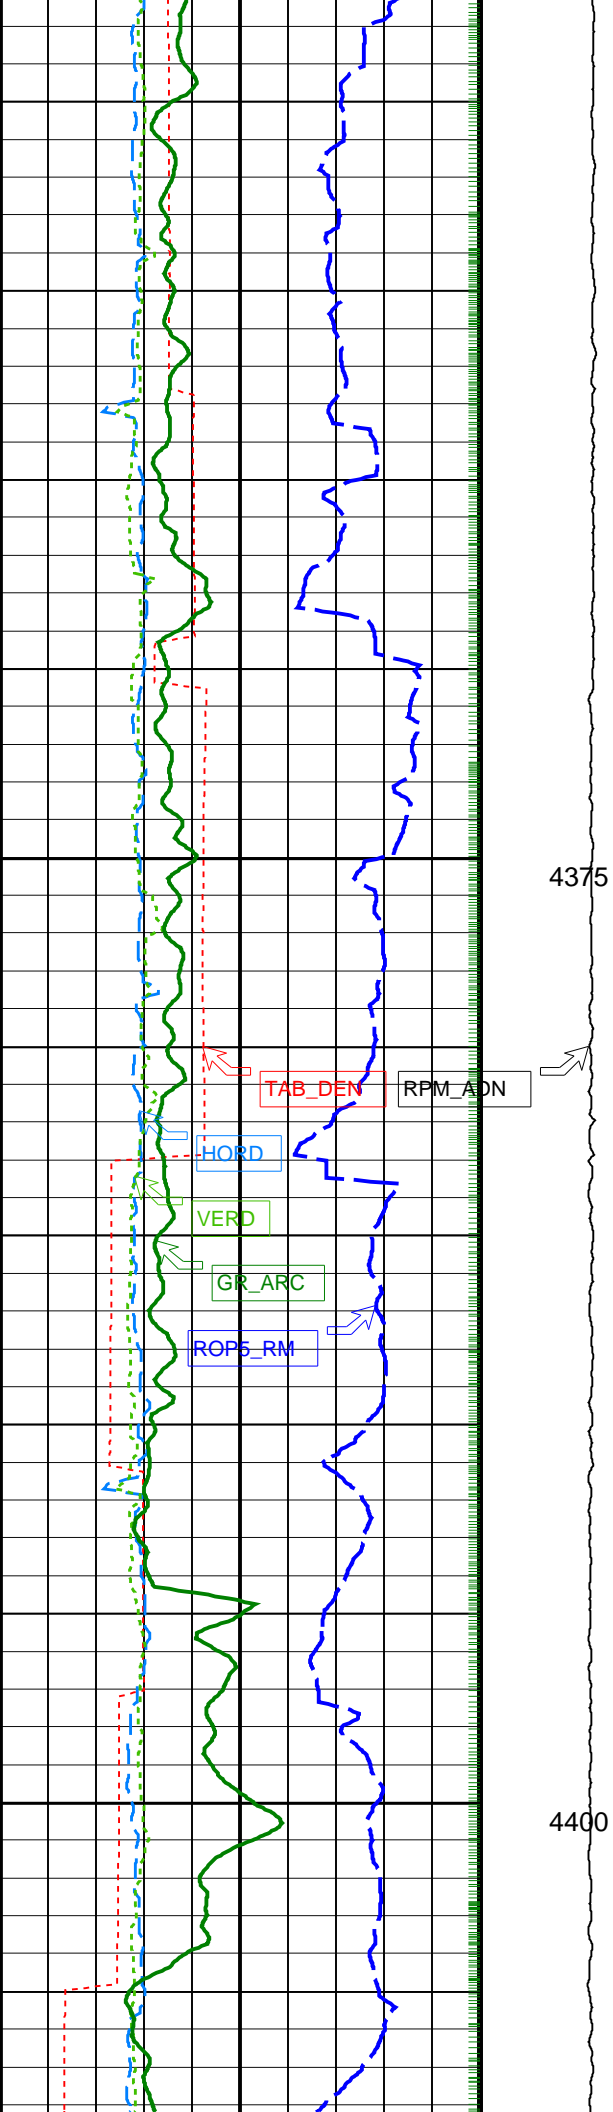 4375
TAB_DEN
RPM_ADN
HORD
VERD
GR_ARC
ROP5_RM
4400